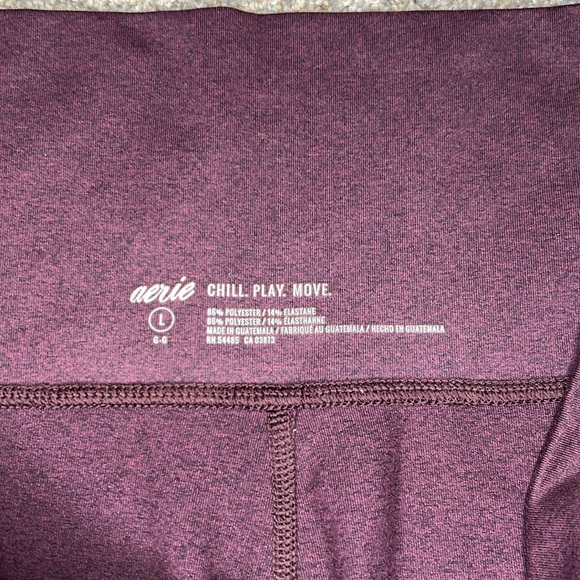 aerie CHILL. PLAY. MOVE.
L
G-G
86% POLYESTER / 14% ELASTANE
86% POLYESTER / 14% ÉLASTHANNE
MADE IN GUATEMALA / FABRIQUÉ AU GUATEMALA / HECHO EN GUATEMALA
RN 54485 CA 03873